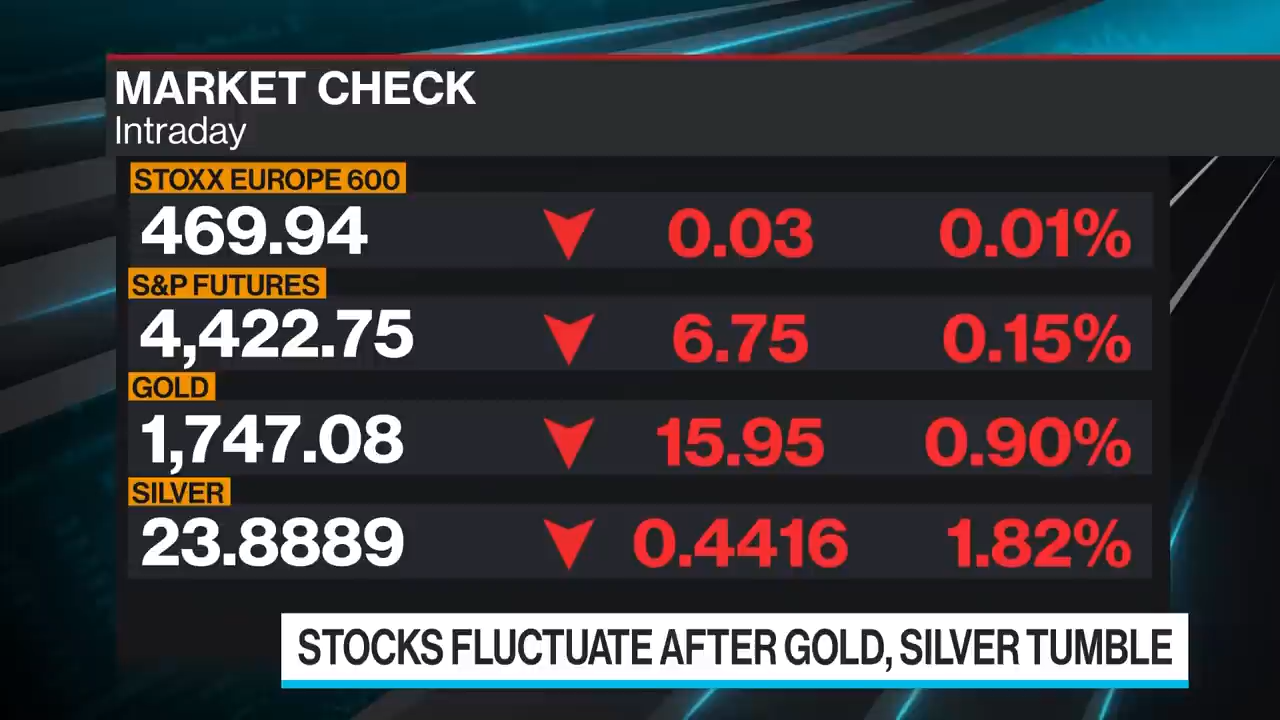 MARKET CHECK
Intraday
STOXX EUROPE 600
469.94 0.03 0.01%
S&P FUTURES
4,422.75 6.75 0.15%
GOLD
1,747.08 15.95 0.90%
SILVER
23.8889 0.4416 1.82%
STOCKS FLUCTUATE AFTER GOLD, SILVER TUMBLE